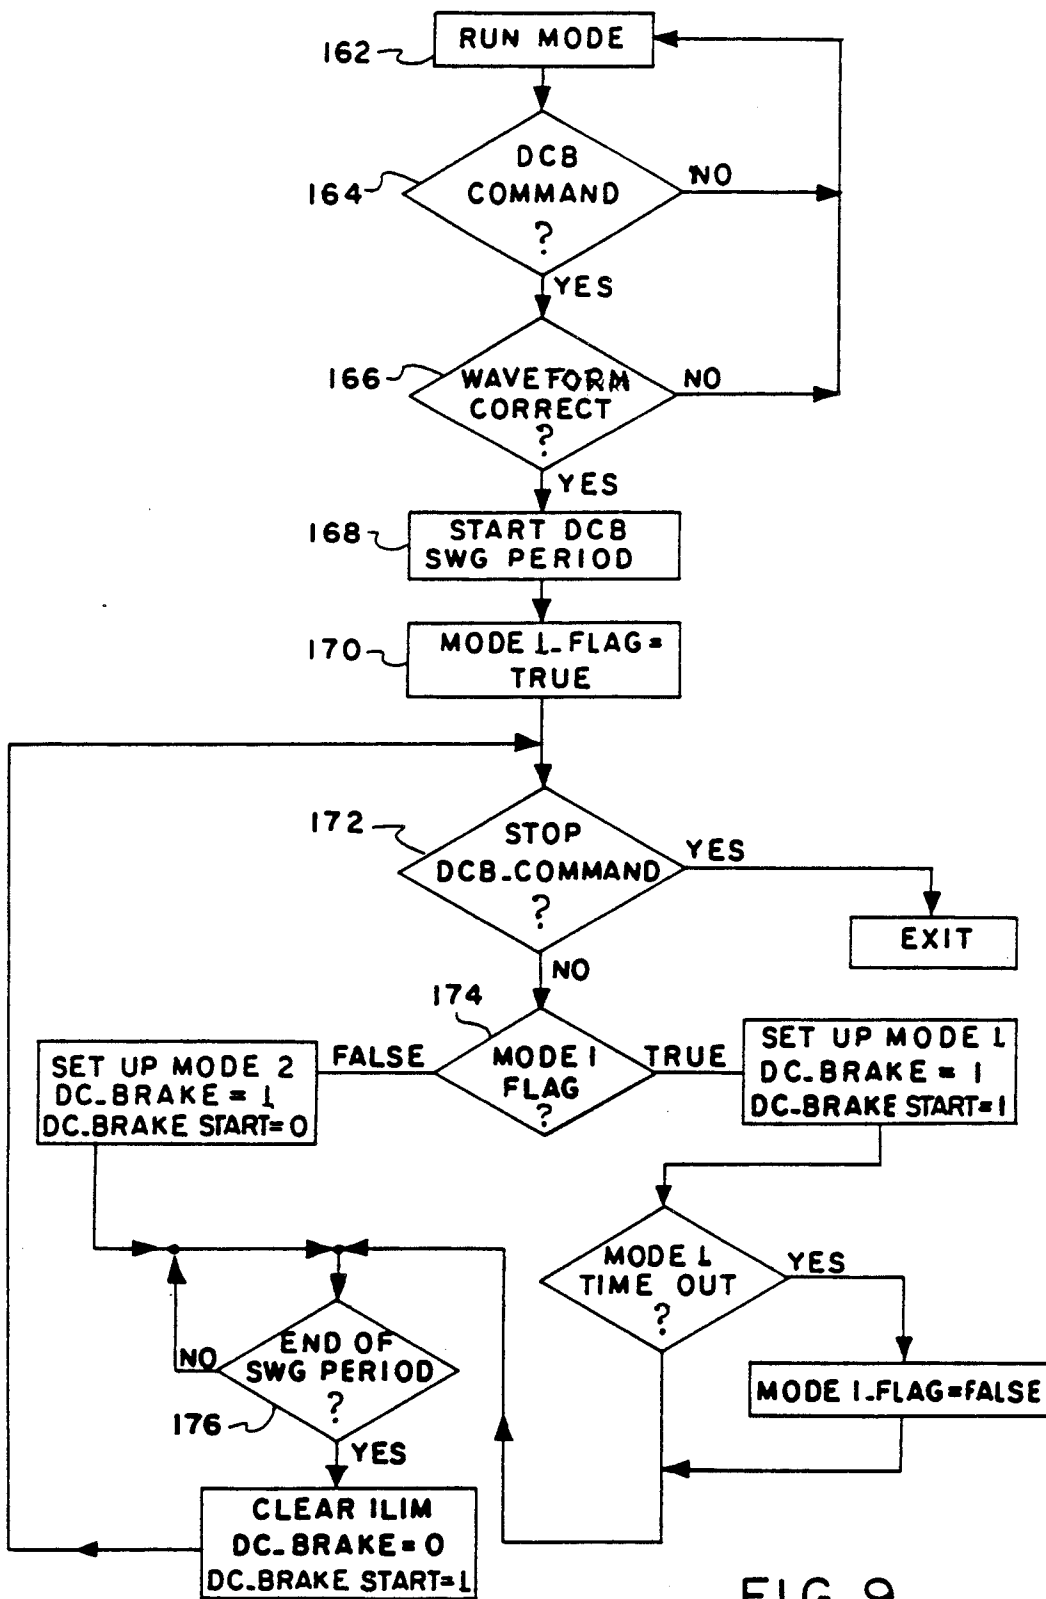 RUN MODE
162
DCB
COMMAND
?
164
NO
YES
166
WAVEFORM
CORRECT
?
NO
YES
168
START DCB
SWG PERIOD
170
MODE 1_FLAG=
TRUE
172
STOP
DCB_COMMAND
?
YES
EXIT
NO
174
MODE 1
FLAG
?
FALSE
TRUE
SET UP MODE 2
DC_BRAKE = 1
DC_BRAKE START=0
SET UP MODE 1
DC_BRAKE = 1
DC_BRAKE START=1
MODE 1
TIME OUT
?
YES
MODE 1_FLAG=FALSE
END OF
SWG PERIOD
?
NO
176
YES
CLEAR ILIM
DC_BRAKE=0
DC_BRAKE START=1
FIG. 9